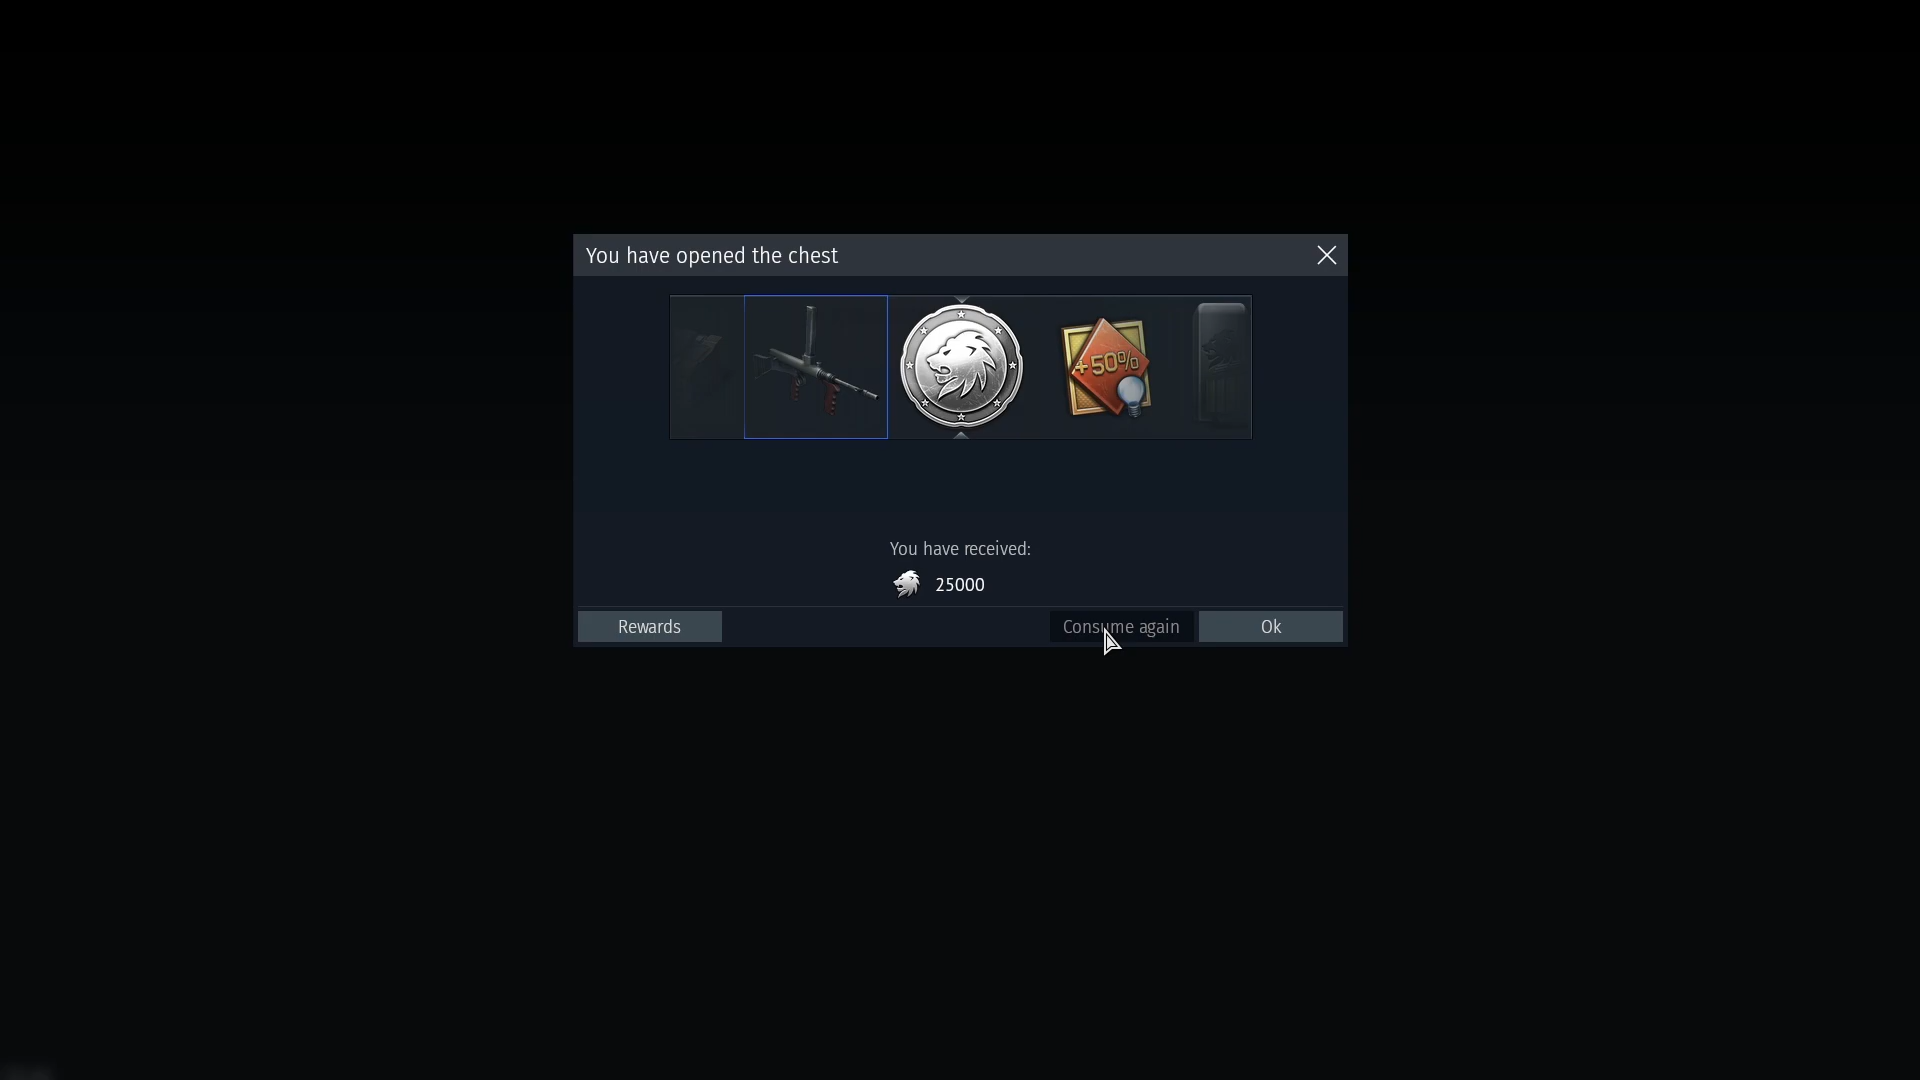 You have opened the chest
+50%
You have received:
25000
Rewards
Consume again
Ok